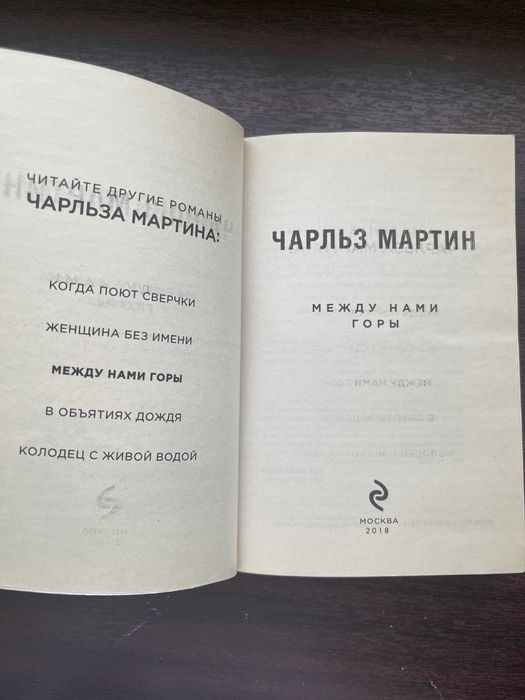 ЧИТАЙТЕ ДРУГИЕ РОМАНЫ
ЧАРЛЬЗА МАРТИНА:
КОГДА ПОЮТ СВЕРЧКИ
ЖЕНЩИНА БЕЗ ИМЕНИ
МЕЖДУ НАМИ ГОРЫ
В ОБЪЯТИЯХ ДОЖДЯ
КОЛОДЕЦ С ЖИВОЙ ВОДОЙ
ЧАРЛЬЗ МАРТИН
МЕЖДУ НАМИ
ГОРЫ
МОСКВА
2018